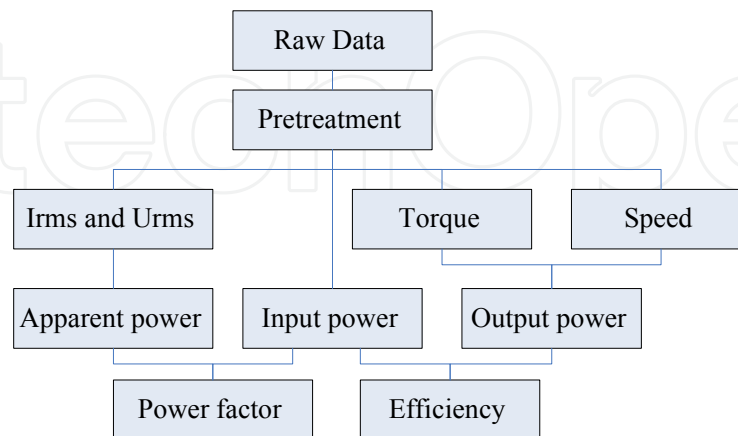 Raw Data
Pretreatment
Irms and Urms
Torque
Speed
Apparent power
Input power
Output power
Power factor
Efficiency